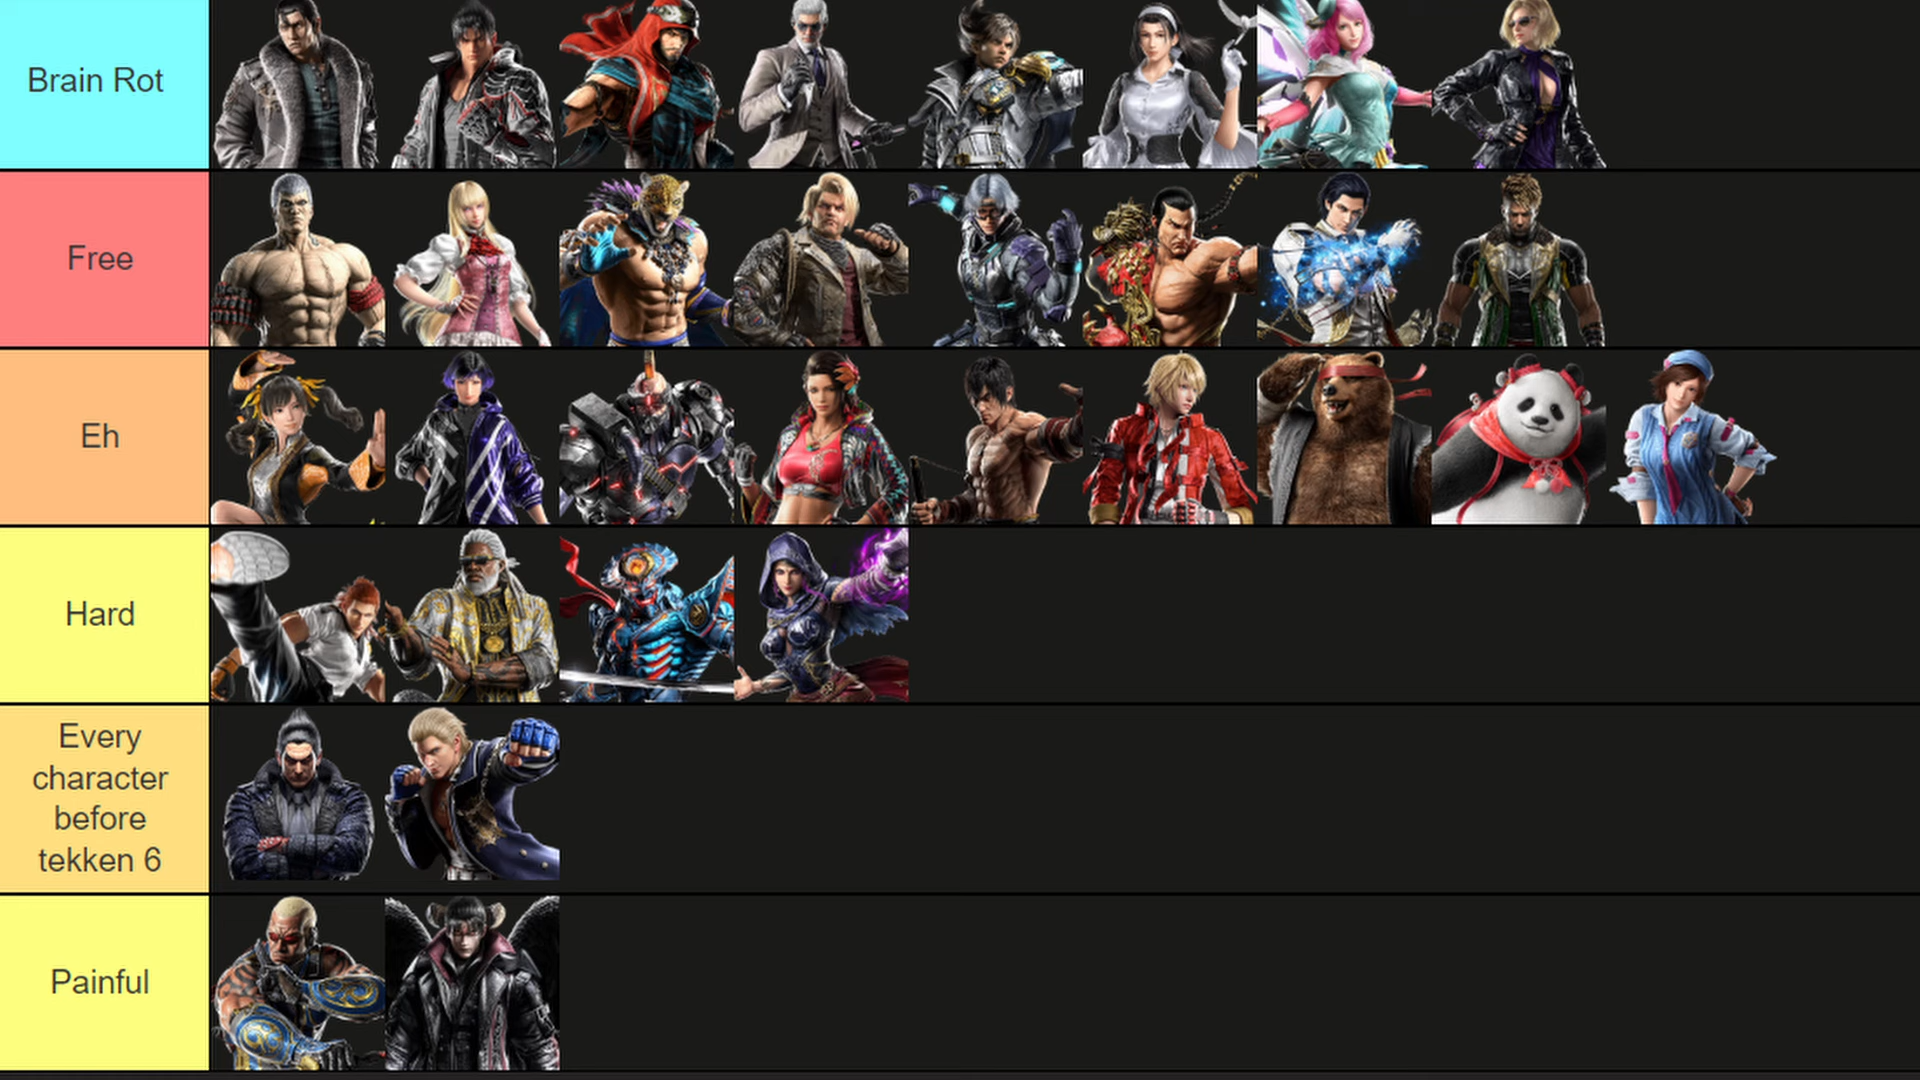 Brain Rot
Free
Eh
Hard
Every
character
before
tekken 6
Painful